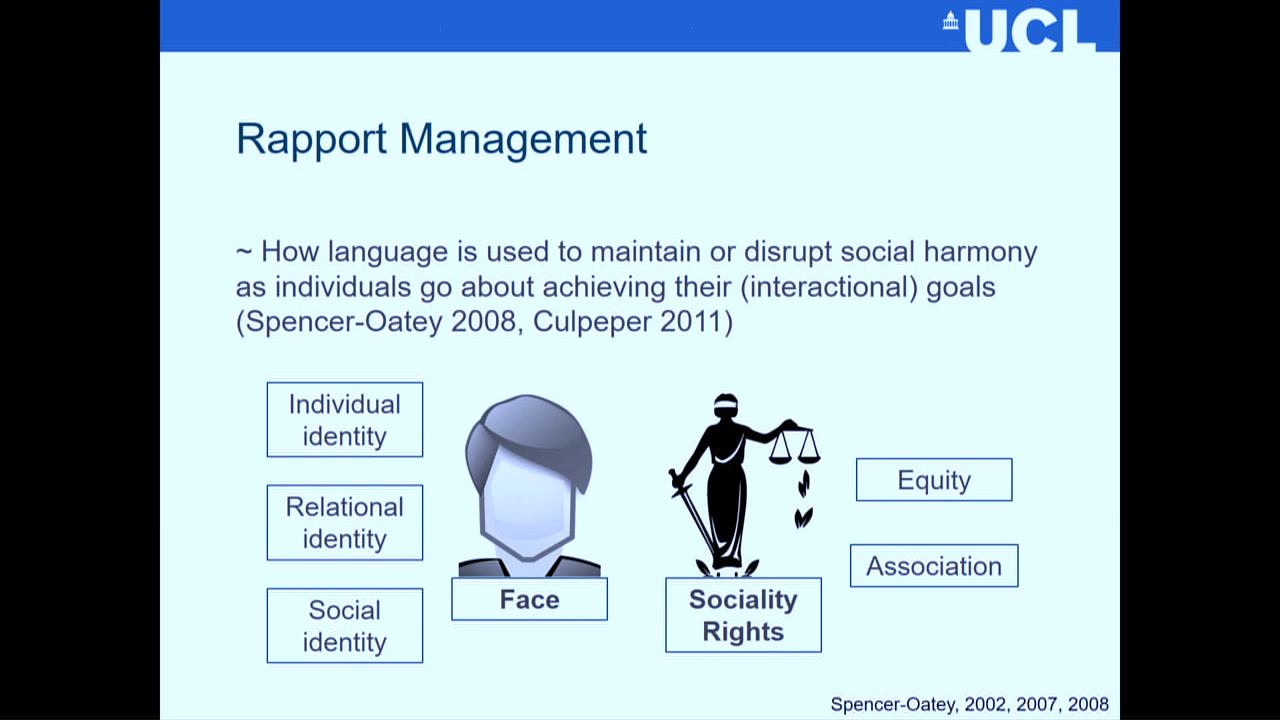 UCL
Rapport Management
~ How language is used to maintain or disrupt social harmony
as individuals go about achieving their (interactional) goals
(Spencer-Oatey 2008, Culpeper 2011)
Individual
identity
Relational
identity
Social
identity
Face
Sociality
Rights
Equity
Association
Spencer-Oatey, 2002, 2007, 2008